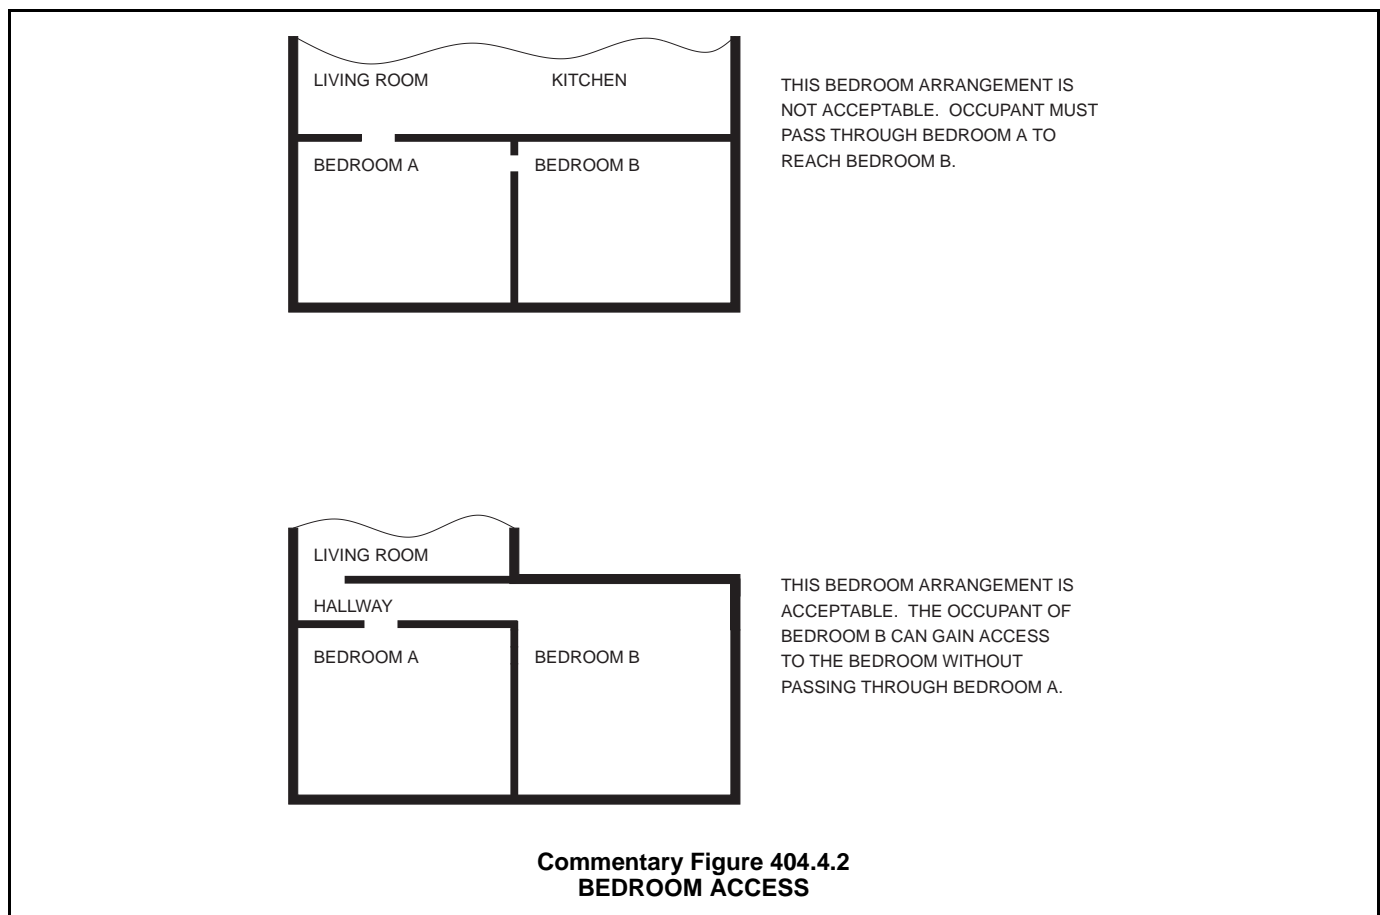 LIVING ROOM KITCHEN
BEDROOM A BEDROOM B
THIS BEDROOM ARRANGEMENT IS
NOT ACCEPTABLE. OCCUPANT MUST
PASS THROUGH BEDROOM A TO
REACH BEDROOM B.
LIVING ROOM
HALLWAY
BEDROOM A BEDROOM B
THIS BEDROOM ARRANGEMENT IS
ACCEPTABLE. THE OCCUPANT OF
BEDROOM B CAN GAIN ACCESS
TO THE BEDROOM WITHOUT
PASSING THROUGH BEDROOM A.
Commentary Figure 404.4.2
BEDROOM ACCESS